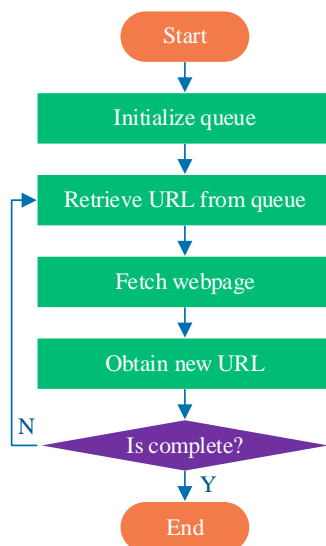 Start
Initialize queue
Retrieve URL from queue
Fetch webpage
Obtain new URL
N
Is complete?
Y
End